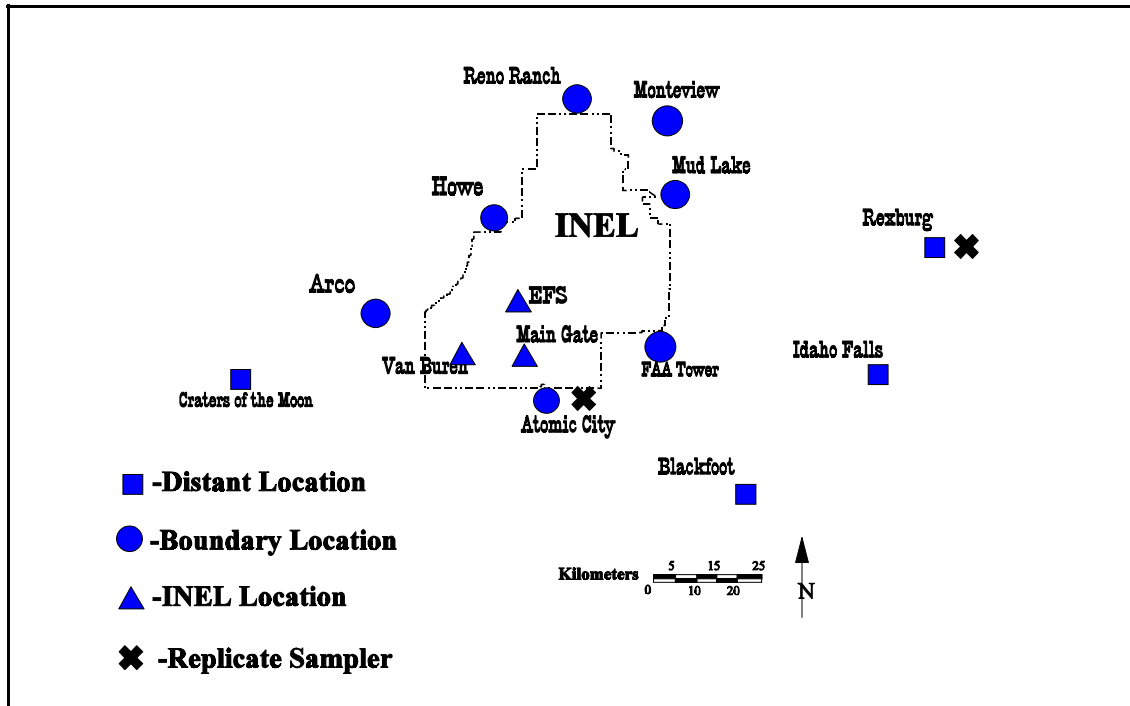 Reno Ranch
Monteview
Mud Lake
Howe
Rexburg
INEL
Arco
EFS
Main Gate
Van Buren
Idaho Falls
FAA Tower
Craters of the Moon
Atomic City
Blackfoot
-Distant Location
-Boundary Location
Kilometers
5 15 25
0 10 20
N
-INEL Location
-Replicate Sampler